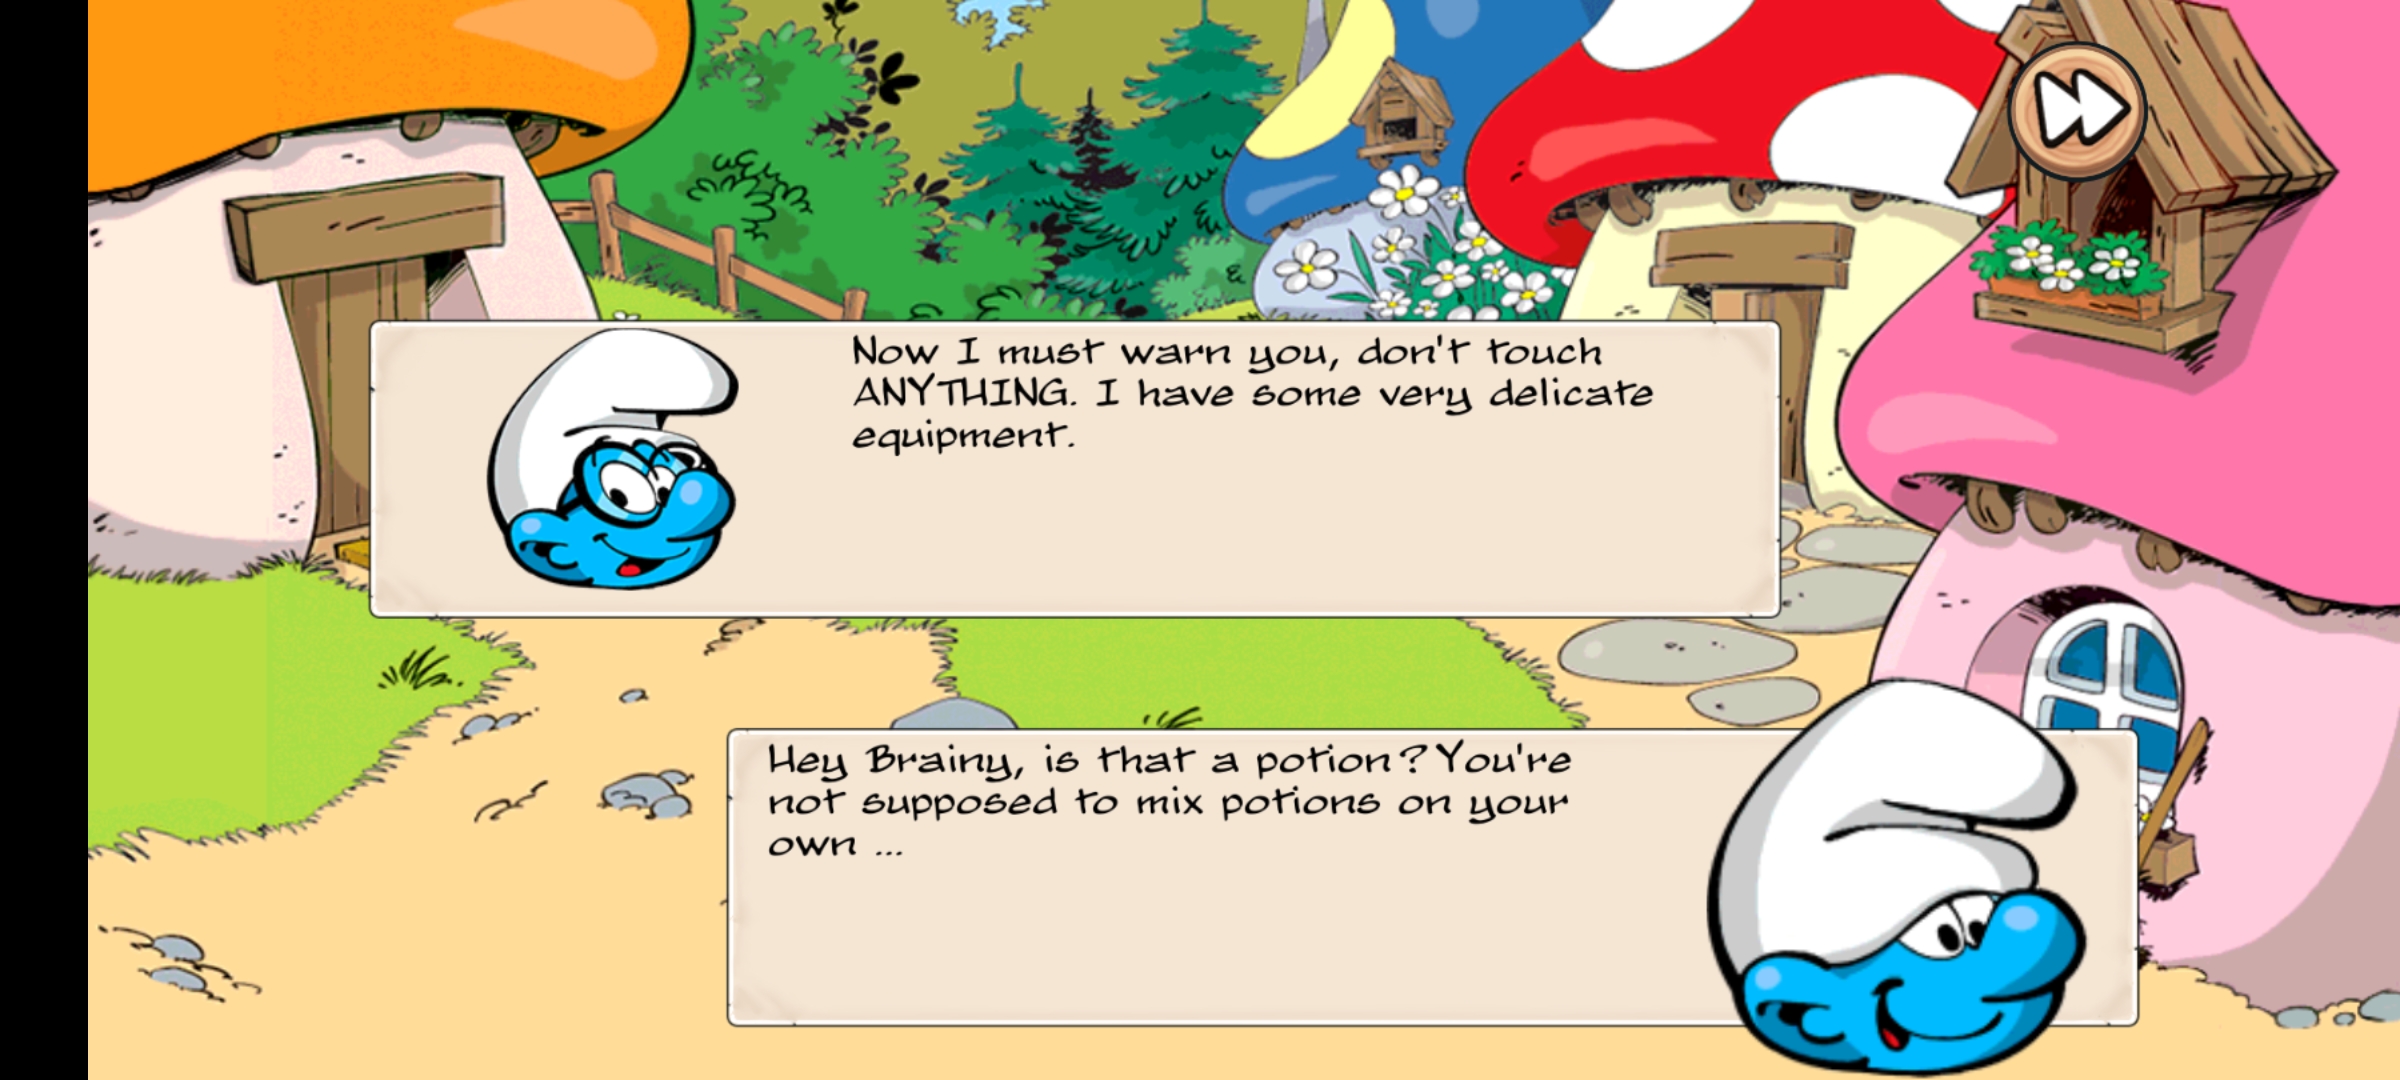 Now I must warn you, don't touch
ANYTHING. I have some very delicate
equipment.
Hey Brainy, is that a potion? You're
not supposed to mix potions on your
own ...